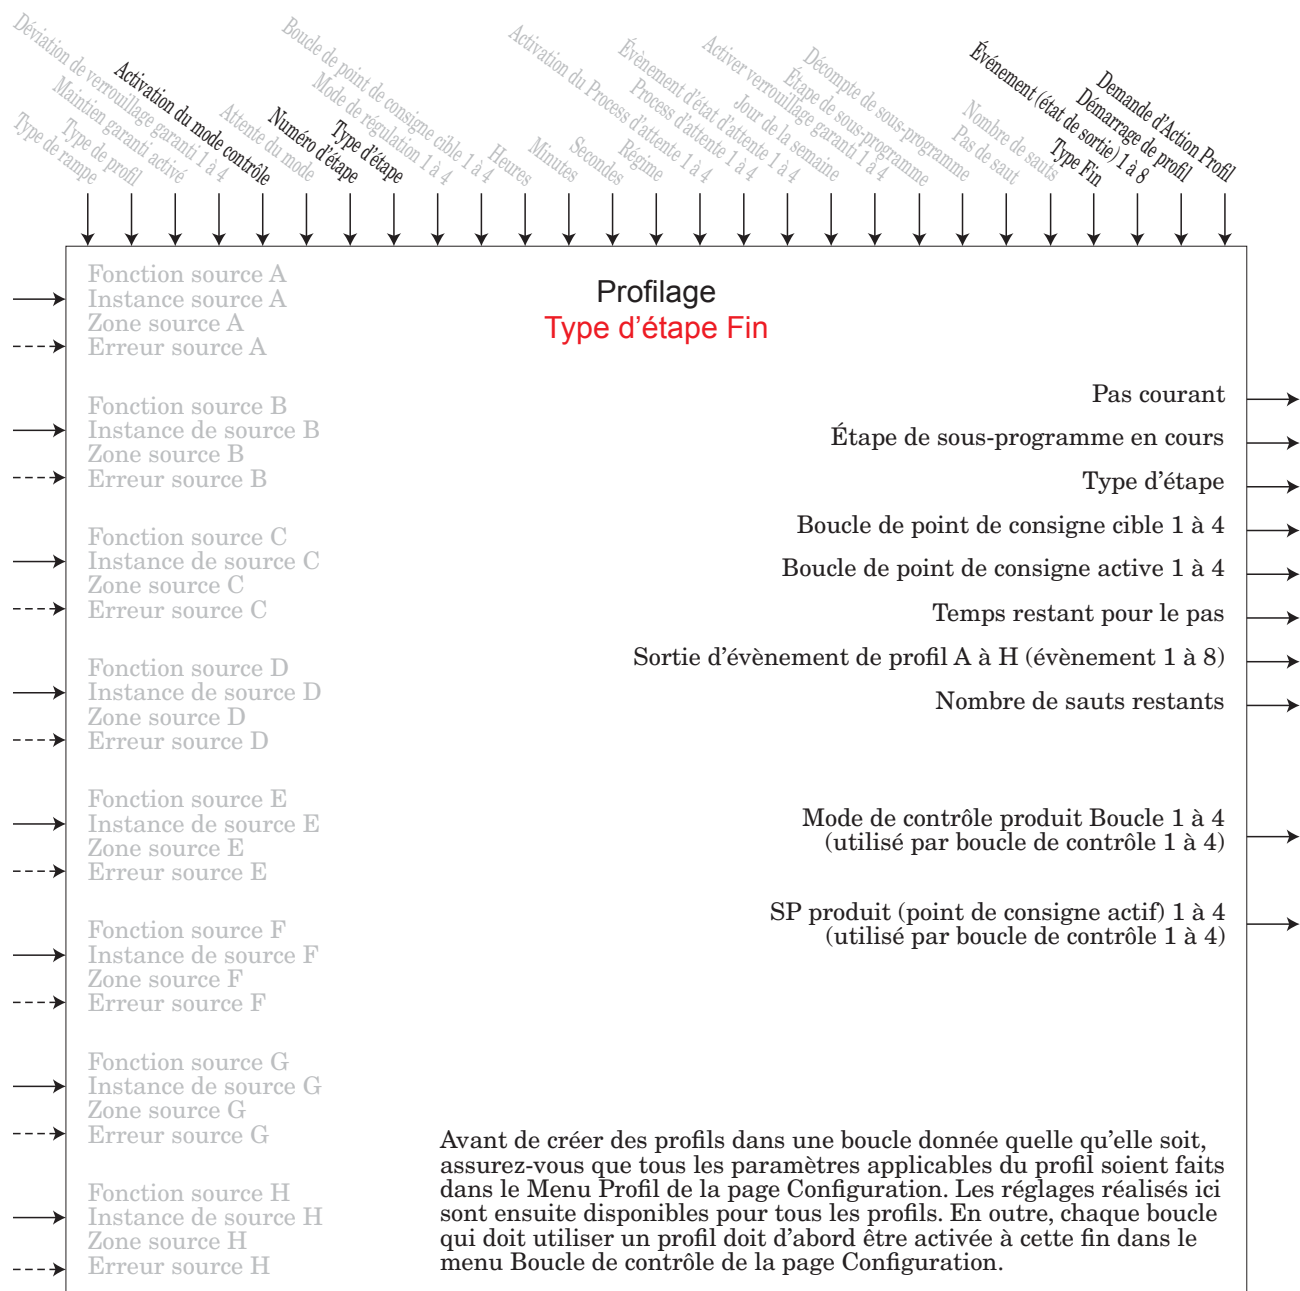 Type de rampe
Type de profil
Maintien garanti activé
Déviation de verrouillage garanti 1 à 4
Activation du mode contrôle
Attente du mode
Numéro d'étape
Type d'étape
Mode de régulation 1 à 4
Boucle de point de consigne cible 1 à 4
Heures
Minutes
Secondes
Régime
Activation du Process d'attente 1 à 4
Process d'attente 1 à 4
Évènement d'état d'attente 1 à 4
Jour de la semaine
Activer verrouillage garanti 1 à 4
Étape de sous-programme
Décompte de sous-programme
Pas de saut
Nombre de sauts
Type Fin
Événement (état de sortie) 1 à 8
Démarrage de profil
Demande d'Action Profil
Profilage
Type d'étape Fin
Fonction source A
Instance source A
Zone source A
Erreur source A
Fonction source B
Instance de source B
Zone source B
Erreur source B
Fonction source C
Instance de source C
Zone source C
Erreur source C
Fonction source D
Instance de source D
Zone source D
Erreur source D
Fonction source E
Instance de source E
Zone source E
Erreur source E
Fonction source F
Instance de source F
Zone source F
Erreur source F
Fonction source G
Instance de source G
Zone source G
Erreur source G
Fonction source H
Instance de source H
Zone source H
Erreur source H
Pas courant
Étape de sous-programme en cours
Type d'étape
Boucle de point de consigne cible 1 à 4
Boucle de point de consigne active 1 à 4
Temps restant pour le pas
Sortie d'évènement de profil A à H (évènement 1 à 8)
Nombre de sauts restants
Mode de contrôle produit Boucle 1 à 4
(utilisé par boucle de contrôle 1 à 4)
SP produit (point de consigne actif) 1 à 4
(utilisé par boucle de contrôle 1 à 4)
Avant de créer des profils dans une boucle donnée quelle qu'elle soit,
assurez-vous que tous les paramètres applicables du profil soient faits
dans le Menu Profil de la page Configuration. Les réglages réalisés ici
sont ensuite disponibles pour tous les profils. En outre, chaque boucle
qui doit utiliser un profil doit d'abord être activée à cette fin dans le
menu Boucle de contrôle de la page Configuration.